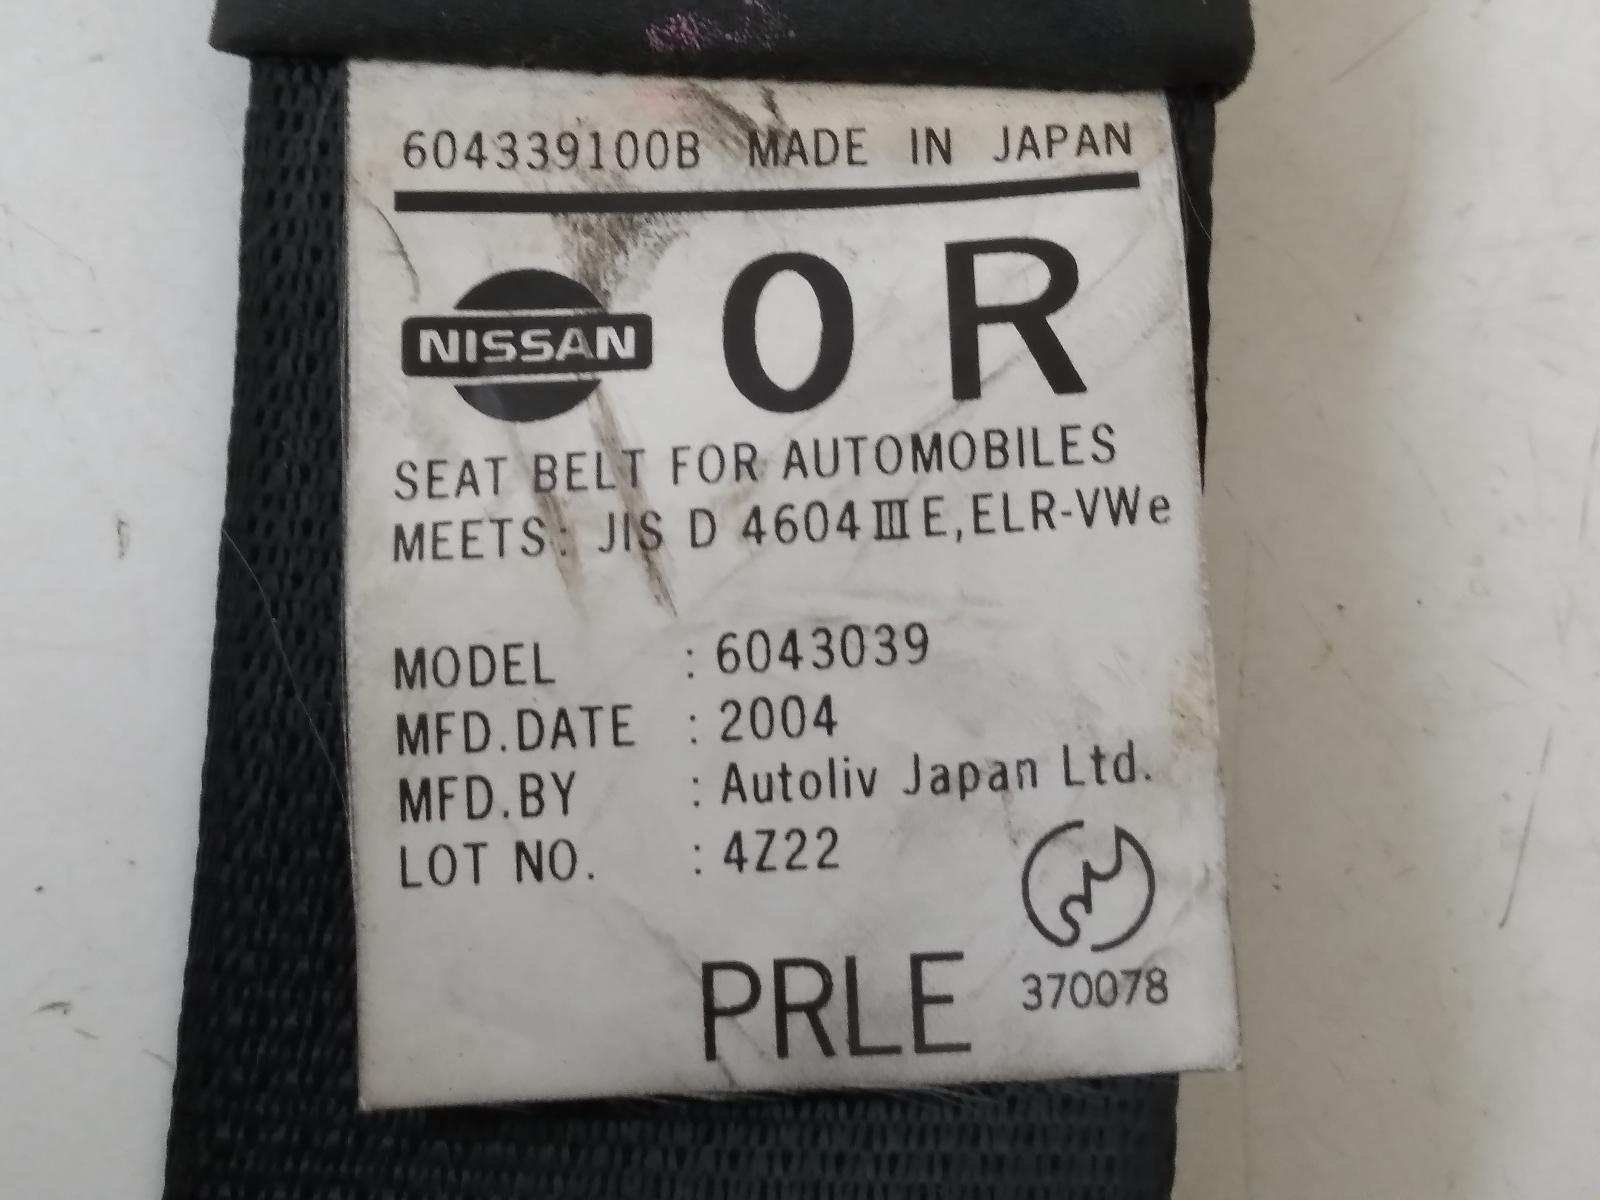 604339100B MADE IN JAPAN
NISSAN O R
SEAT BELT FOR AUTOMOBILES
MEETS: JIS D 4604 III E, ELR-VWe
MODEL : 6043039
MFD.DATE : 2004
MFD.BY : Autoliv Japan Ltd.
LOT NO. : 4Z22
PRLE 370078